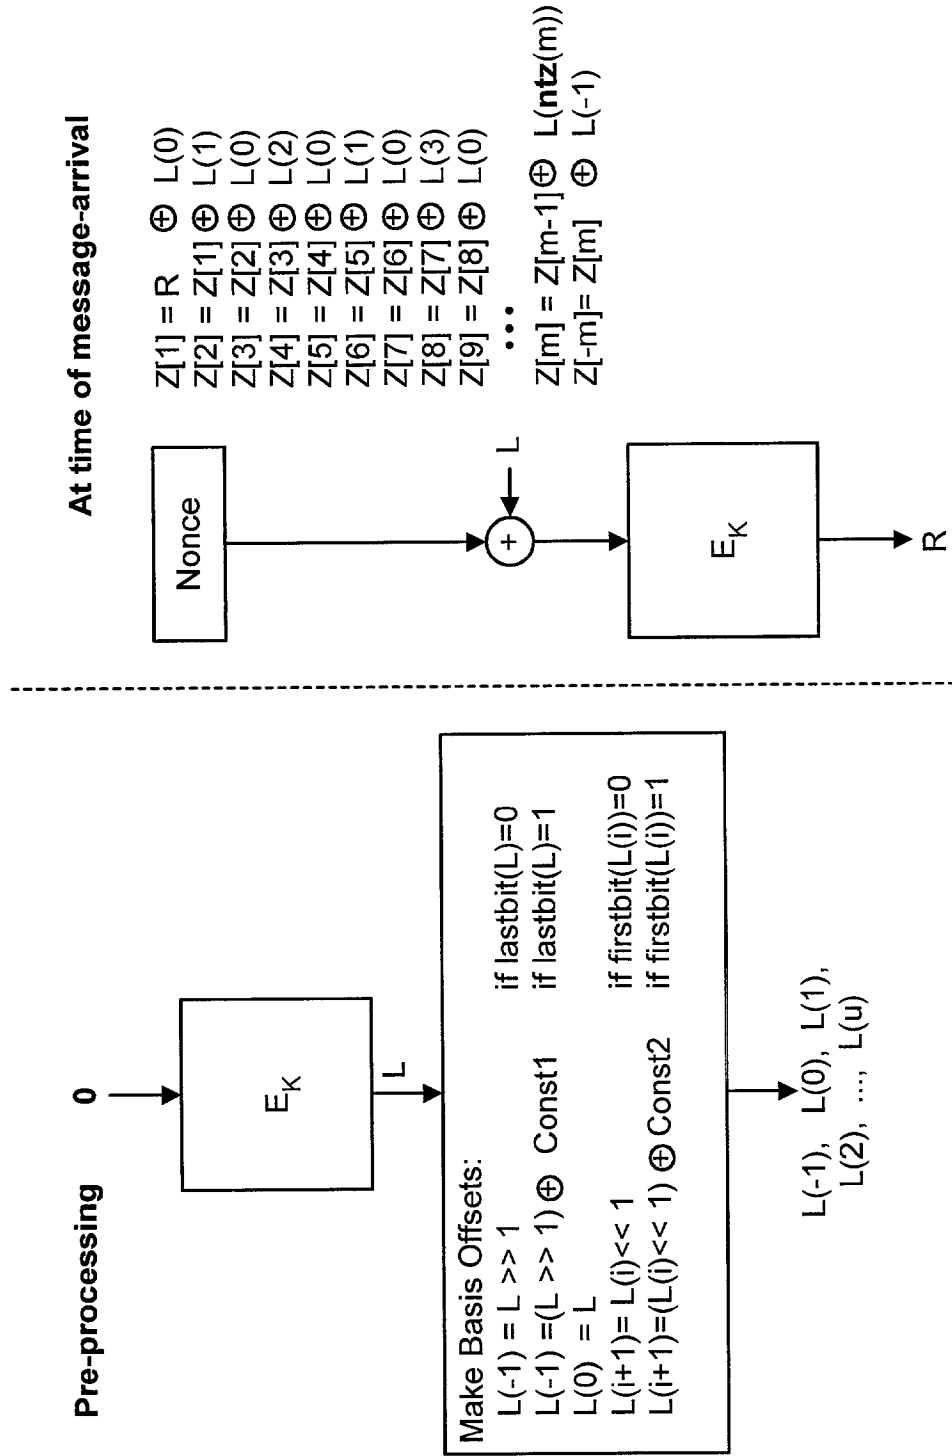 Pre-processing
0
E_K
L
Make Basis Offsets:
L(-1) = L >> 1 if lastbit(L)=0
L(-1) =(L >> 1) ⊕ Const1 if lastbit(L)=1
L(0) = L
L(i+1)= L(i)<< 1 if firstbit(L(i))=0
L(i+1)=(L(i)<< 1) ⊕ Const2 if firstbit(L(i))=1
L(-1), L(0), L(1),
L(2), ..., L(u)
At time of message-arrival
Nonce
+
L
E_K
R
Z[1] = R ⊕ L(0)
Z[2] = Z[1] ⊕ L(1)
Z[3] = Z[2] ⊕ L(0)
Z[4] = Z[3] ⊕ L(2)
Z[5] = Z[4] ⊕ L(0)
Z[6] = Z[5] ⊕ L(1)
Z[7] = Z[6] ⊕ L(0)
Z[8] = Z[7] ⊕ L(3)
Z[9] = Z[8] ⊕ L(0)
•••
Z[m] = Z[m-1] ⊕ L(ntz(m))
Z[-m]= Z[m] ⊕ L(-1)